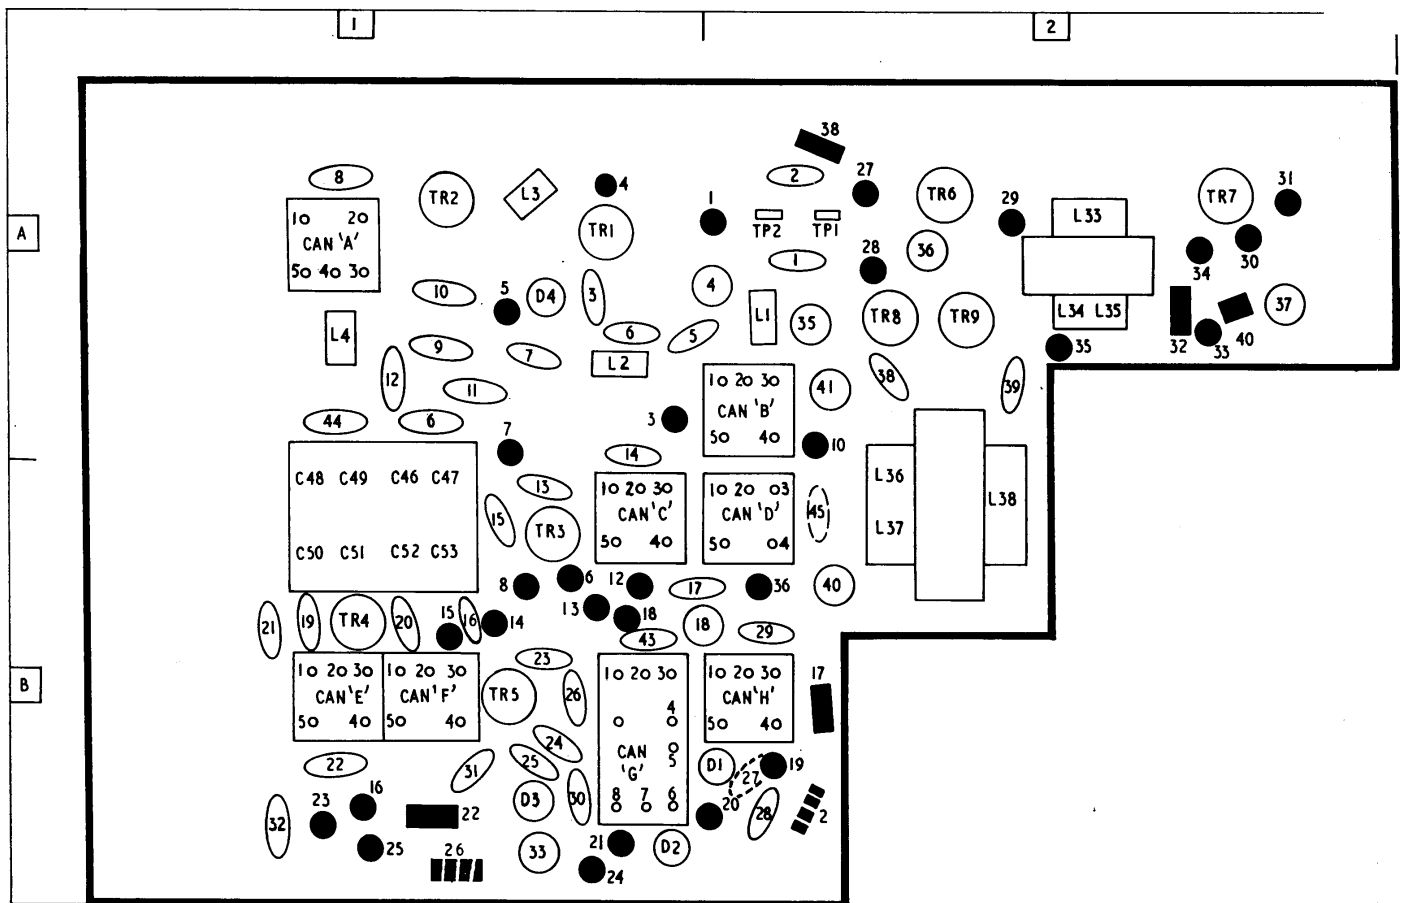 1
2
38
8
2
27
31
TR2
L3
4
1
TR6
29
TR7
10 20
CAN 'A'
50 40 30
TR1
TP2
TP1
L33
A
36
1
28
34
30
10
5
D4
3
4
L1
35
TR8
TR9
L34 L35
32
33
40
37
L4
9
6
5
7
L2
35
12
11
10 20 30
CAN 'B'
50 40
41
38
39
44
6
7
3
10
14
C48 C49 C46 C47
C50 C51 C52 C53
13
15
TR3
10 20 30
CAN 'C'
50 40
10 20 03
CAN 'D'
50 04
45
L36
L37
L38
8
6
12
17
36
40
21
19
TR4
20
15
16
14
13
18
43
18
29
B
10 20 30
CAN 'E'
50 40
10 20 30
CAN 'F'
50 40
23
TR5
26
10 20 30
4
CAN
'G'
5
8 7 6
10 20 30
CAN 'H'
50 40
17
22
31
24
25
D1
27
19
16
23
32
22
D3
30
20
28
2
25
26
33
21
D2
24